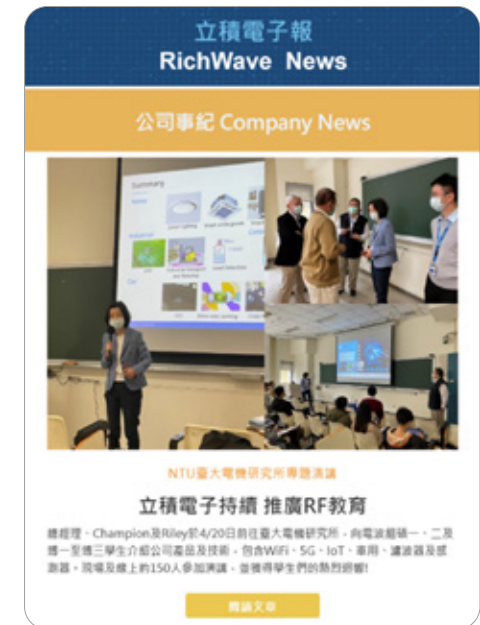 立積電子報
RichWave News
公司事紀 Company News
Summary
NTU臺大電機研究所專題演講
立積電子持續 推廣RF教育
總經理、Champion及Riley於4/20日前往臺大電機研究所，向電波組碩一、二及
博一至博三學生介紹公司產品及技術，包含WiFi、5G、IoT、車用、濾波器及感
測器。現場及線上約150人參加演講，並獲得學生們的熱烈迴響!
閱讀文章